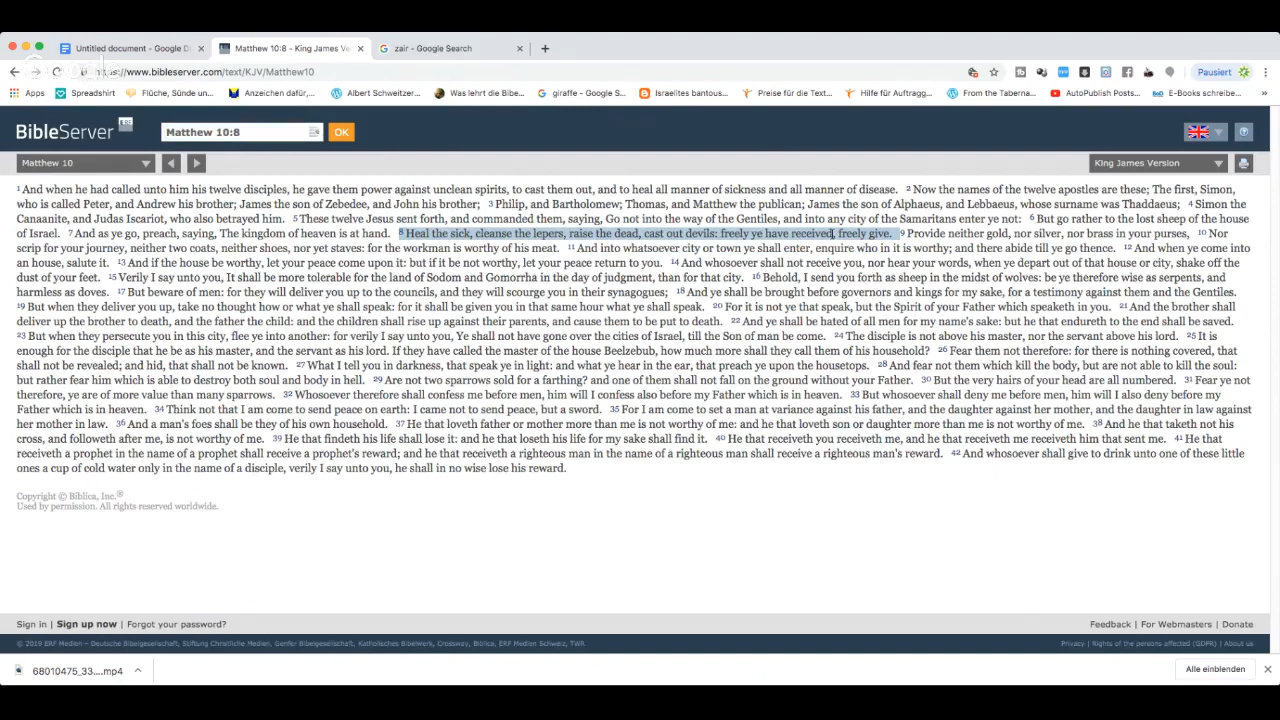 Untitled document - Google D
Matthew 10:8 - King James Ve
zair - Google Search
https://www.bibleserver.com/text/KJV/Matthew10
Pausiert
Apps
Spreadshirt
Flüche, Sünde un...
Anzeichen dafür,...
Albert Schweitzer...
Was lehrt die Bibe...
giraffe - Google S...
Israelites bantous...
Preise für die Text...
Hilfe für Auftragg...
From the Taberna...
AutoPublish Posts...
E-Books schreibe...
»
BibleServer
Matthew 10:8
OK
Matthew 10
King James Version
1 And when he had called unto him his twelve disciples, he gave them power against unclean spirits, to cast them out, and to heal all manner of sickness and all manner of disease. 2 Now the names of the twelve apostles are these; The first, Simon,
who is called Peter, and Andrew his brother; James the son of Zebedee, and John his brother; 3 Philip, and Bartholomew; Thomas, and Matthew the publican; James the son of Alphaeus, and Lebbaeus, whose surname was Thaddaeus; 4 Simon the
Canaanite, and Judas Iscariot, who also betrayed him. 5 These twelve Jesus sent forth, and commanded them, saying, Go not into the way of the Gentiles, and into any city of the Samaritans enter ye not: 6 But go rather to the lost sheep of the house
of Israel. 7 And as ye go, preach, saying, The kingdom of heaven is at hand. 8 Heal the sick, cleanse the lepers, raise the dead, cast out devils: freely ye have received, freely give. 9 Provide neither gold, nor silver, nor brass in your purses, 10 Nor
scrip for your journey, neither two coats, neither shoes, nor yet staves: for the workman is worthy of his meat. 11 And into whatsoever city or town ye shall enter, enquire who in it is worthy; and there abide till ye go thence. 12 And when ye come into
an house, salute it. 13 And if the house be worthy, let your peace come upon it: but if it be not worthy, let your peace return to you. 14 And whosoever shall not receive you, nor hear your words, when ye depart out of that house or city, shake off the
dust of your feet. 15 Verily I say unto you, It shall be more tolerable for the land of Sodom and Gomorrha in the day of judgment, than for that city. 16 Behold, I send you forth as sheep in the midst of wolves: be ye therefore wise as serpents, and
harmless as doves. 17 But beware of men: for they will deliver you up to the councils, and they will scourge you in their synagogues; 18 And ye shall be brought before governors and kings for my sake, for a testimony against them and the Gentiles.
19 But when they deliver you up, take no thought how or what ye shall speak: for it shall be given you in that same hour what ye shall speak. 20 For it is not ye that speak, but the Spirit of your Father which speaketh in you. 21 And the brother shall
deliver up the brother to death, and the father the child: and the children shall rise up against their parents, and cause them to be put to death. 22 And ye shall be hated of all men for my name's sake: but he that endureth to the end shall be saved.
23 But when they persecute you in this city, flee ye into another: for verily I say unto you, Ye shall not have gone over the cities of Israel, till the Son of man be come. 24 The disciple is not above his master, nor the servant above his lord. 25 It is
enough for the disciple that he be as his master, and the servant as his lord. If they have called the master of the house Beelzebub, how much more shall they call them of his household? 26 Fear them not therefore: for there is nothing covered, that
shall not be revealed; and hid, that shall not be known. 27 What I tell you in darkness, that speak ye in light: and what ye hear in the ear, that preach ye upon the housetops. 28 And fear not them which kill the body, but are not able to kill the soul:
but rather fear him which is able to destroy both soul and body in hell. 29 Are not two sparrows sold for a farthing? and one of them shall not fall on the ground without your Father. 30 But the very hairs of your head are all numbered. 31 Fear ye not
therefore, ye are of more value than many sparrows. 32 Whosoever therefore shall confess me before men, him will I confess also before my Father which is in heaven. 33 But whosoever shall deny me before men, him will I also deny before my
Father which is in heaven. 34 Think not that I am come to send peace on earth: I came not to send peace, but a sword. 35 For I am come to set a man at variance against his father, and the daughter against her mother, and the daughter in law against
her mother in law. 36 And a man's foes shall be they of his own household. 37 He that loveth father or mother more than me is not worthy of me: and he that loveth son or daughter more than me is not worthy of me. 38 And he that taketh not his
cross, and followeth after me, is not worthy of me. 39 He that findeth his life shall lose it: and he that loseth his life for my sake shall find it. 40 He that receiveth you receiveth me, and he that receiveth me receiveth him that sent me. 41 He that
receiveth a prophet in the name of a prophet shall receive a prophet's reward; and he that receiveth a righteous man in the name of a righteous man shall receive a righteous man's reward. 42 And whosoever shall give to drink unto one of these little
ones a cup of cold water only in the name of a disciple, verily I say unto you, he shall in no wise lose his reward.
Copyright © Biblica, Inc.®
Used by permission. All rights reserved worldwide.
Sign in | Sign up now | Forgot your password?
Feedback | For Webmasters | Donate
© 2019 ERF Medien – Deutsche Bibelgesellschaft, Stiftung Christliche Medien, Genfer Bibelgesellschaft, Katholisches Bibelwerk, Crossway, Biblica, ERF Medien Schweiz, TWR
Privacy | Rights of the persons affected (GDPR) | About us
68010475_33....mp4
Alle einblenden